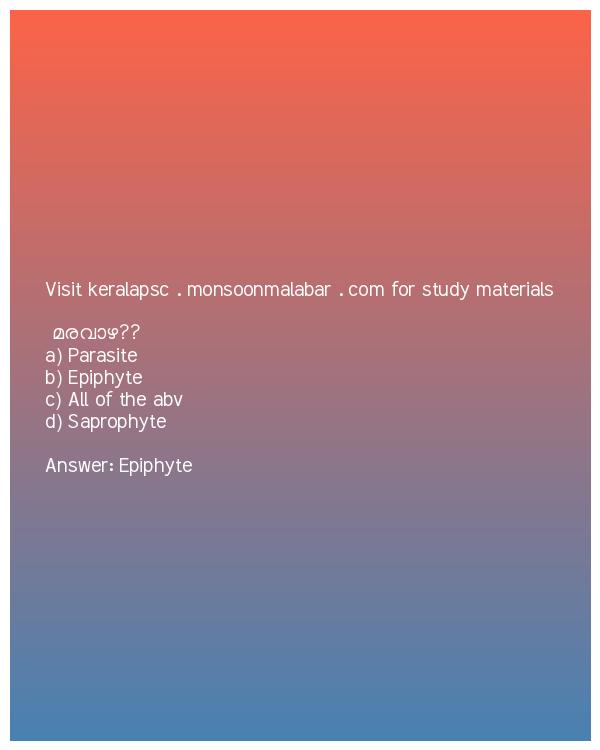 Visit keralapsc . monsoonmalabar . com for study materials
മരവാഴ??
a) Parasite
b) Epiphyte
c) All of the abv
d) Saprophyte
Answer: Epiphyte